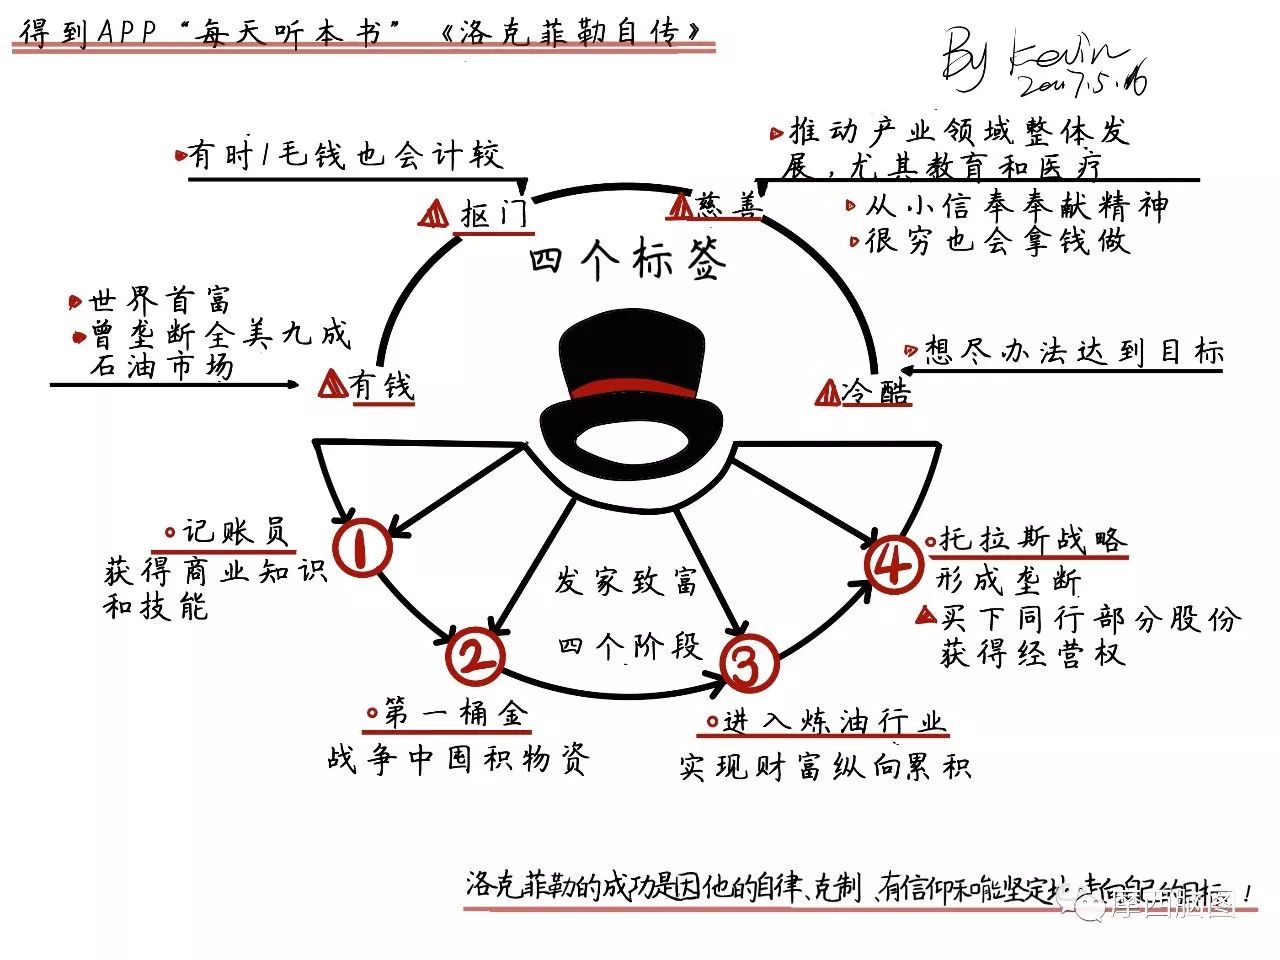 得到APP“每天听本书”《洛克菲勒自传》
By Kevin
2017.5.16
有时1毛钱也会计较
抠门
推动产业领域整体发
展，尤其教育和医疗
从小信奉奉献精神
很穷也会拿钱做
慈善
四个标签
世界首富
曾垄断全美九成
石油市场
有钱
想尽办法达到目标
冷酷
1
记账员
获得商业知识
和技能
2
第一桶金
战争中囤积物资
发家致富
四个阶段
3
进入炼油行业
实现财富纵向累积
4
托拉斯战略
形成垄断
买下同行部分股份
获得经营权
洛克菲勒的成功是因他的自律、克制、有信仰和能坚定 自己的目标！
摩西脑图